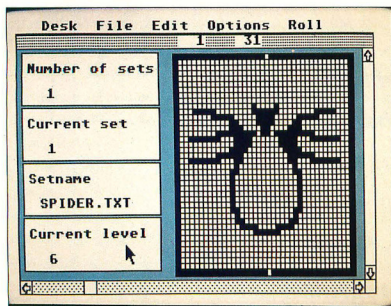 Desk File Edit Options Roll
1 31
Number of sets
1
Current set
1
Setname
SPIDER.TXT
Current level
6